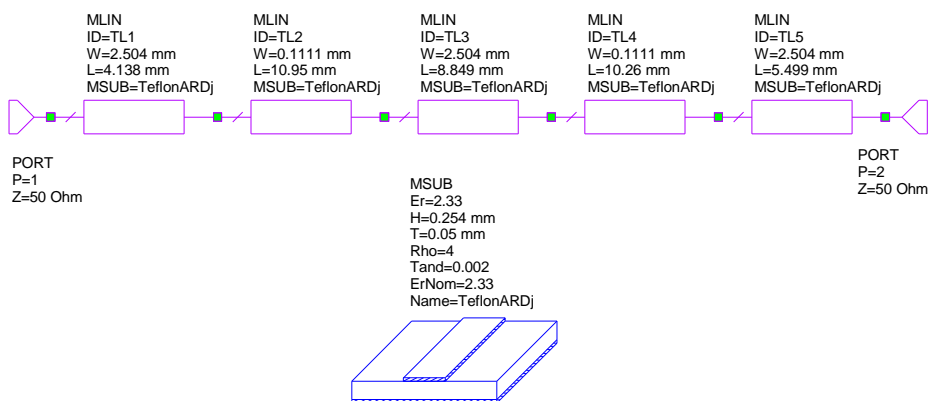 MLIN
ID=TL1
W=2.504 mm
L=4.138 mm
MSUB=TeflonARDj
MLIN
ID=TL2
W=0.1111 mm
L=10.95 mm
MSUB=TeflonARDj
MLIN
ID=TL3
W=2.504 mm
L=8.849 mm
MSUB=TeflonARDj
MLIN
ID=TL4
W=0.1111 mm
L=10.26 mm
MSUB=TeflonARDj
MLIN
ID=TL5
W=2.504 mm
L=5.499 mm
MSUB=TeflonARDj
PORT
P=1
Z=50 Ohm
PORT
P=2
Z=50 Ohm
MSUB
Er=2.33
H=0.254 mm
T=0.05 mm
Rho=4
Tand=0.002
ErNom=2.33
Name=TeflonARDj